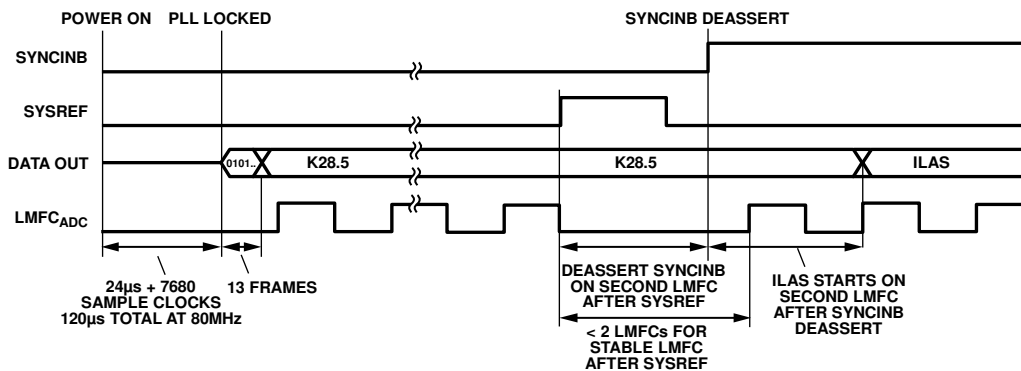 POWER ON PLL LOCKED SYNCINB DEASSERT
SYNCINB
SYSREF
DATA OUT 0101.. K28.5 K28.5 ILAS
LMFCADC
24µs + 7680
SAMPLE CLOCKS
120µs TOTAL AT 80MHz
13 FRAMES
DEASSERT SYNCINB
ON SECOND LMFC
AFTER SYSREF
< 2 LMFCs FOR
STABLE LMFC
AFTER SYSREF
ILAS STARTS ON
SECOND LMFC
AFTER SYNCINB
DEASSERT